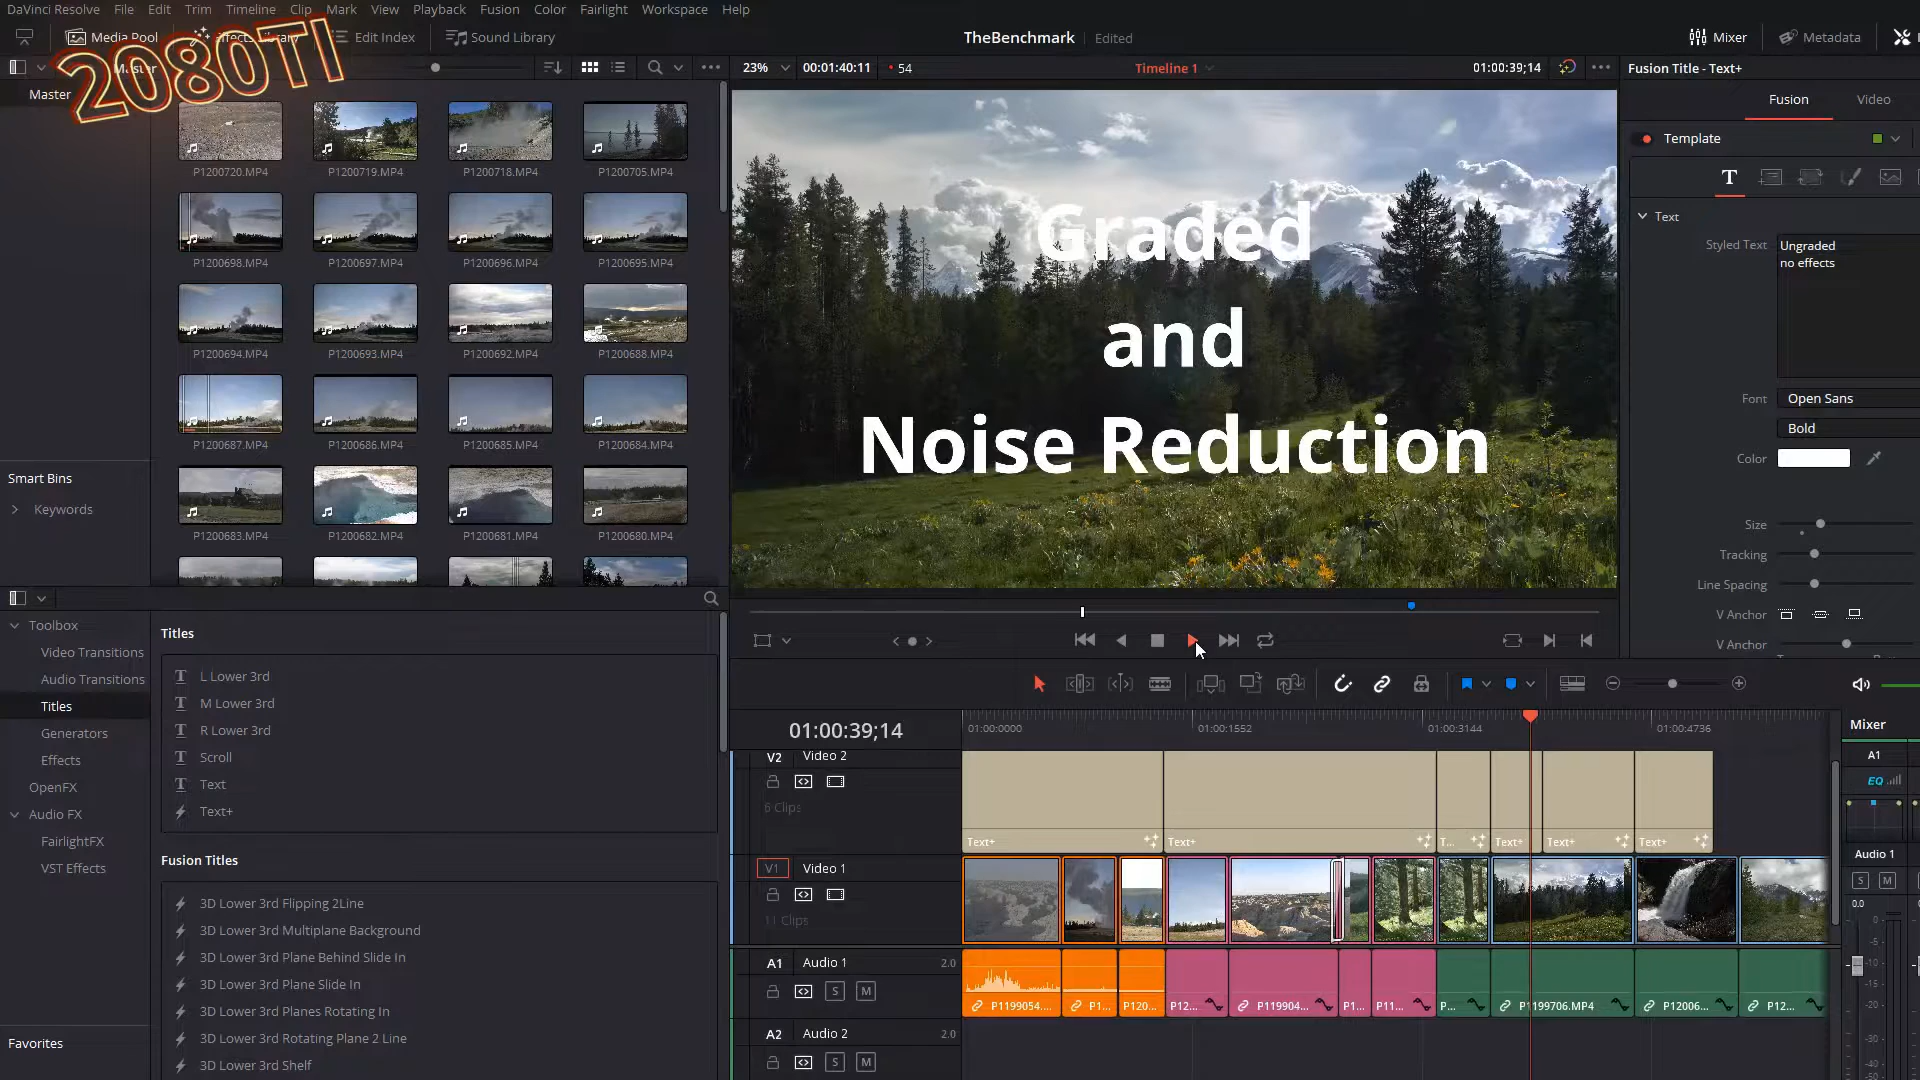 DaVinci Resolve File Edit Trim Timeline Clip Mark View Playback Fusion Color Fairlight Workspace Help
2080TI
Media Pool Effects Library Edit Index Sound Library
TheBenchmark Edited
Mixer Metadata
Master
23% 00:01:40:11 54 Timeline 1 01:00:39;14
Fusion Title - Text+
Master
P1200720.MP4 P1200719.MP4 P1200718.MP4 P1200705.MP4
P1200698.MP4 P1200697.MP4 P1200696.MP4 P1200695.MP4
P1200694.MP4 P1200693.MP4 P1200692.MP4 P1200688.MP4
P1200687.MP4 P1200686.MP4 P1200685.MP4 P1200684.MP4
P1200683.MP4 P1200682.MP4 P1200681.MP4 P1200680.MP4
Smart Bins
Keywords
Graded
and
Noise Reduction
Fusion Video
Template
T
Text
Styled Text Ungraded
no effects
Font Open Sans
Bold
Color
Size
Tracking
Line Spacing
V Anchor
V Anchor
Toolbox
Video Transitions
Audio Transitions
Titles
Generators
Effects
OpenFX
Audio FX
FairlightFX
VST Effects
Favorites
Titles
L Lower 3rd
M Lower 3rd
R Lower 3rd
Scroll
Text
Text+
Fusion Titles
3D Lower 3rd Flipping 2Line
3D Lower 3rd Multiplane Background
3D Lower 3rd Plane Behind Slide In
3D Lower 3rd Plane Slide In
3D Lower 3rd Planes Rotating In
3D Lower 3rd Rotating Plane 2 Line
3D Lower 3rd Shelf
01:00:39;14
01:00:0000 01:00:1552 01:00:3144 01:00:4736
V2 Video 2
6 Clips
Text+ Text+ T... Text+ Text+ Text+
V1 Video 1
11 Clips
A1 Audio 1 2.0
S M
P1199054.... P1... P120... P12... P119904... P1... P11... P... P1199706.MP4 P12006... P12...
A2 Audio 2 2.0
S M
Mixer
A1
EQ
Audio 1
S M
0.0
0
-5
-10
-15
-20
-30
-40
-50